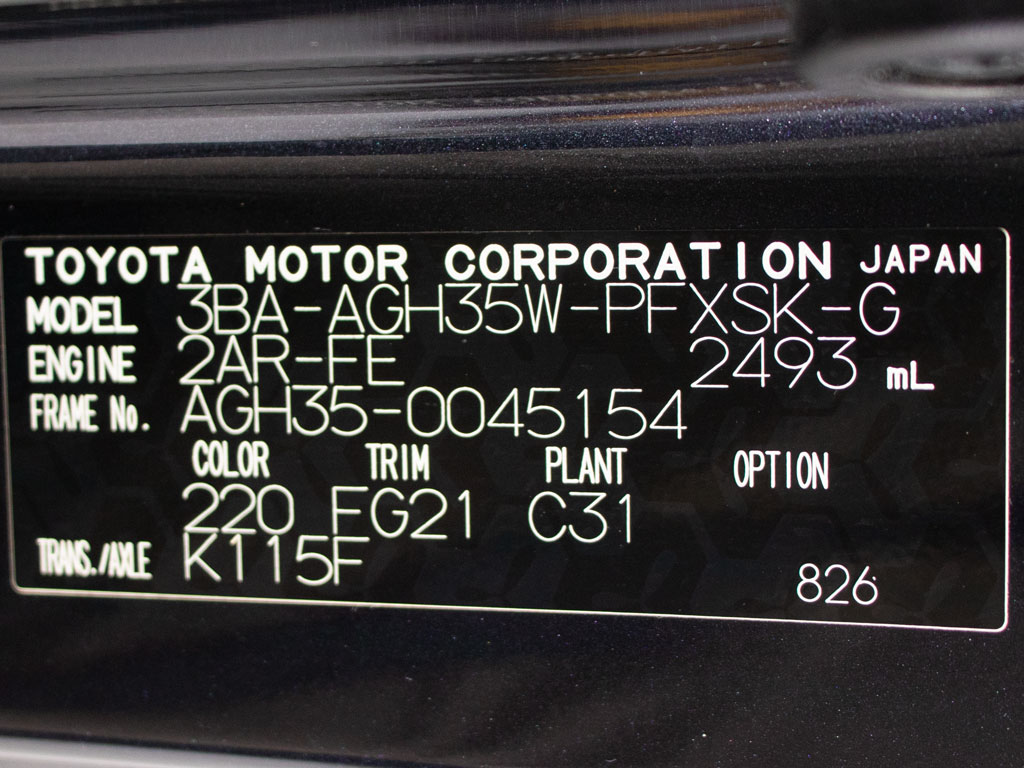 TOYOTA MOTOR CORPORATION JAPAN
MODEL 3BA-AGH35W-PFXSK-G
ENGINE 2AR-FE 2493 mL
FRAME No. AGH35-0045154
COLOR TRIM PLANT OPTION
220 FG21 C31
TRANS./AXLE K115F
826